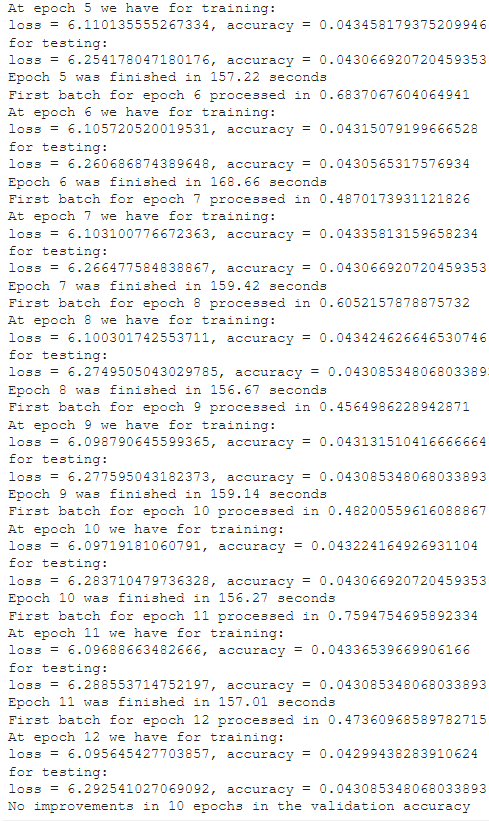 At epoch 5 we have for training:
loss = 6.110135555267334, accuracy = 0.043458179375209946
for testing:
loss = 6.254178047180176, accuracy = 0.043066920720459353
Epoch 5 was finished in 157.22 seconds
First batch for epoch 6 processed in 0.6837067604064941
At epoch 6 we have for training:
loss = 6.105720520019531, accuracy = 0.04315079199666528
for testing:
loss = 6.260686874389648, accuracy = 0.0430565317576934
Epoch 6 was finished in 168.66 seconds
First batch for epoch 7 processed in 0.4870173931121826
At epoch 7 we have for training:
loss = 6.103100776672363, accuracy = 0.04335813159658234
for testing:
loss = 6.266477584838867, accuracy = 0.043066920720459353
Epoch 7 was finished in 159.42 seconds
First batch for epoch 8 processed in 0.6052157878875732
At epoch 8 we have for training:
loss = 6.100301742553711, accuracy = 0.043424626646530746
for testing:
loss = 6.2749505043029785, accuracy = 0.04308534806803389
Epoch 8 was finished in 156.67 seconds
First batch for epoch 9 processed in 0.4564986228942871
At epoch 9 we have for training:
loss = 6.098790645599365, accuracy = 0.043131510416666664
for testing:
loss = 6.277595043182373, accuracy = 0.043085348068033893
Epoch 9 was finished in 159.14 seconds
First batch for epoch 10 processed in 0.48200559616088867
At epoch 10 we have for training:
loss = 6.09719181060791, accuracy = 0.043224164926931104
for testing:
loss = 6.283710479736328, accuracy = 0.043066920720459353
Epoch 10 was finished in 156.27 seconds
First batch for epoch 11 processed in 0.7594754695892334
At epoch 11 we have for training:
loss = 6.09688663482666, accuracy = 0.04336539669906166
for testing:
loss = 6.288553714752197, accuracy = 0.043085348068033893
Epoch 11 was finished in 157.01 seconds
First batch for epoch 12 processed in 0.47360968589782715
At epoch 12 we have for training:
loss = 6.095645427703857, accuracy = 0.04299438283910624
for testing:
loss = 6.292541027069092, accuracy = 0.043085348068033893
No improvements in 10 epochs in the validation accuracy